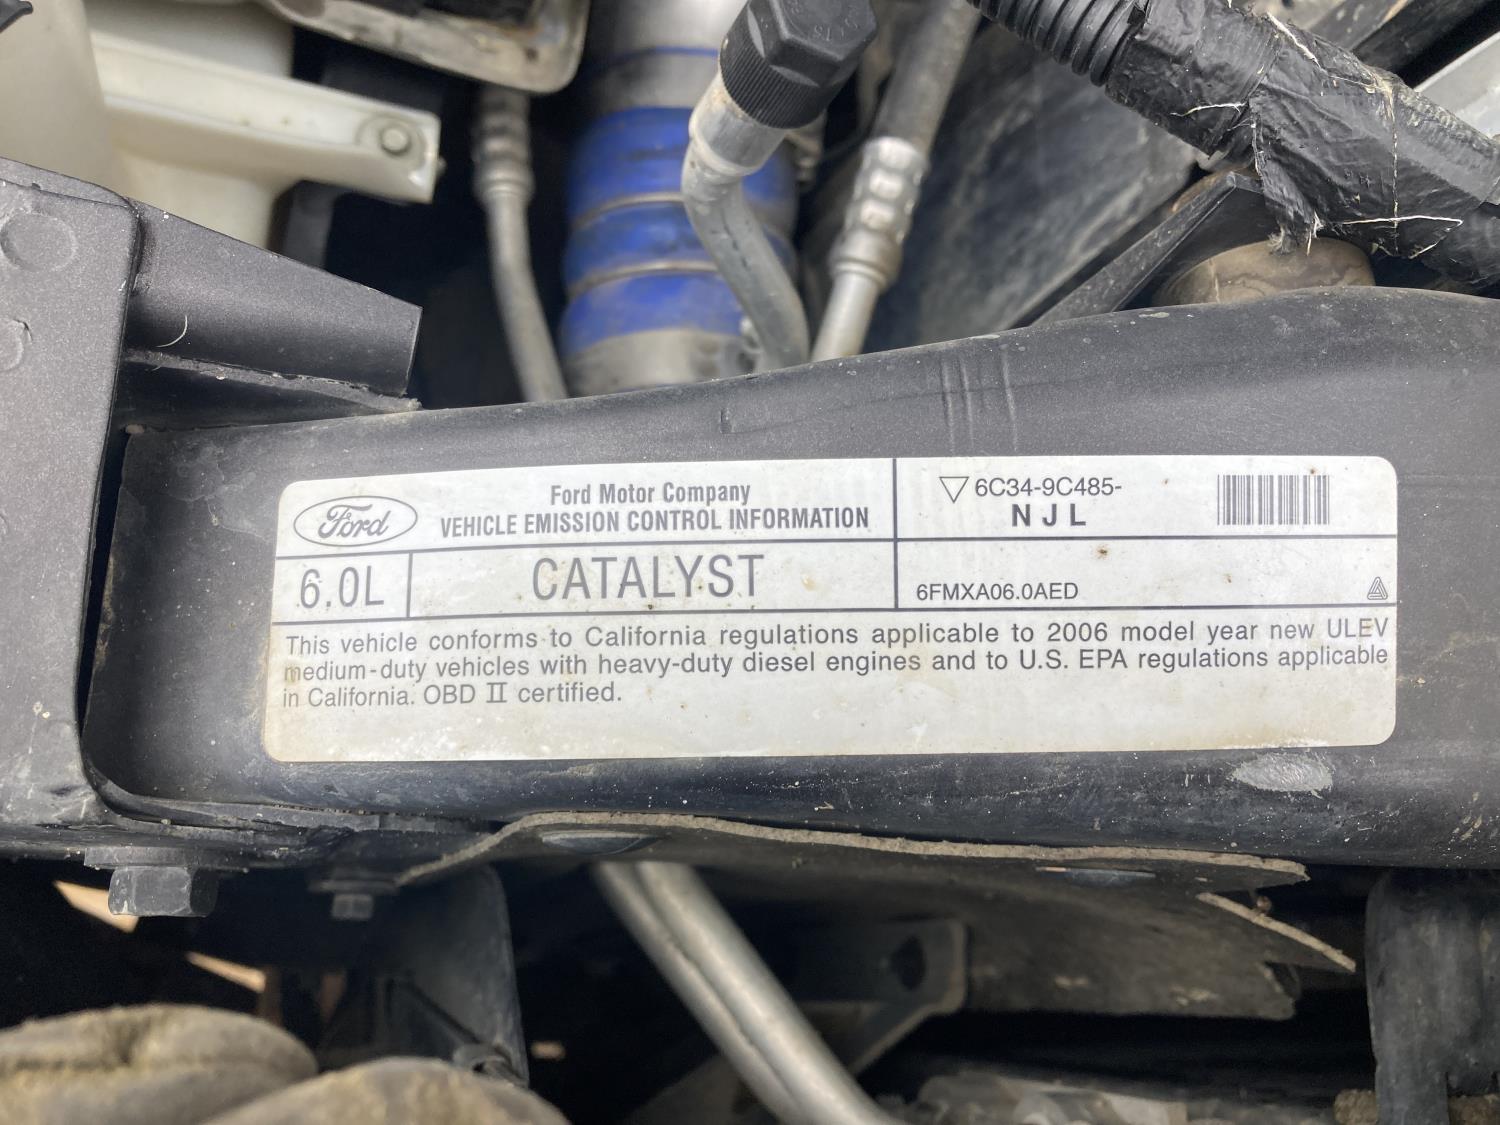 Ford
Ford Motor Company
VEHICLE EMISSION CONTROL INFORMATION
6C34-9C485-
N J L
6.0L
CATALYST
6FMXA06.0AED
This vehicle conforms to California regulations applicable to 2006 model year new ULEV
medium-duty vehicles with heavy-duty diesel engines and to U.S. EPA regulations applicable
in California. OBD II certified.